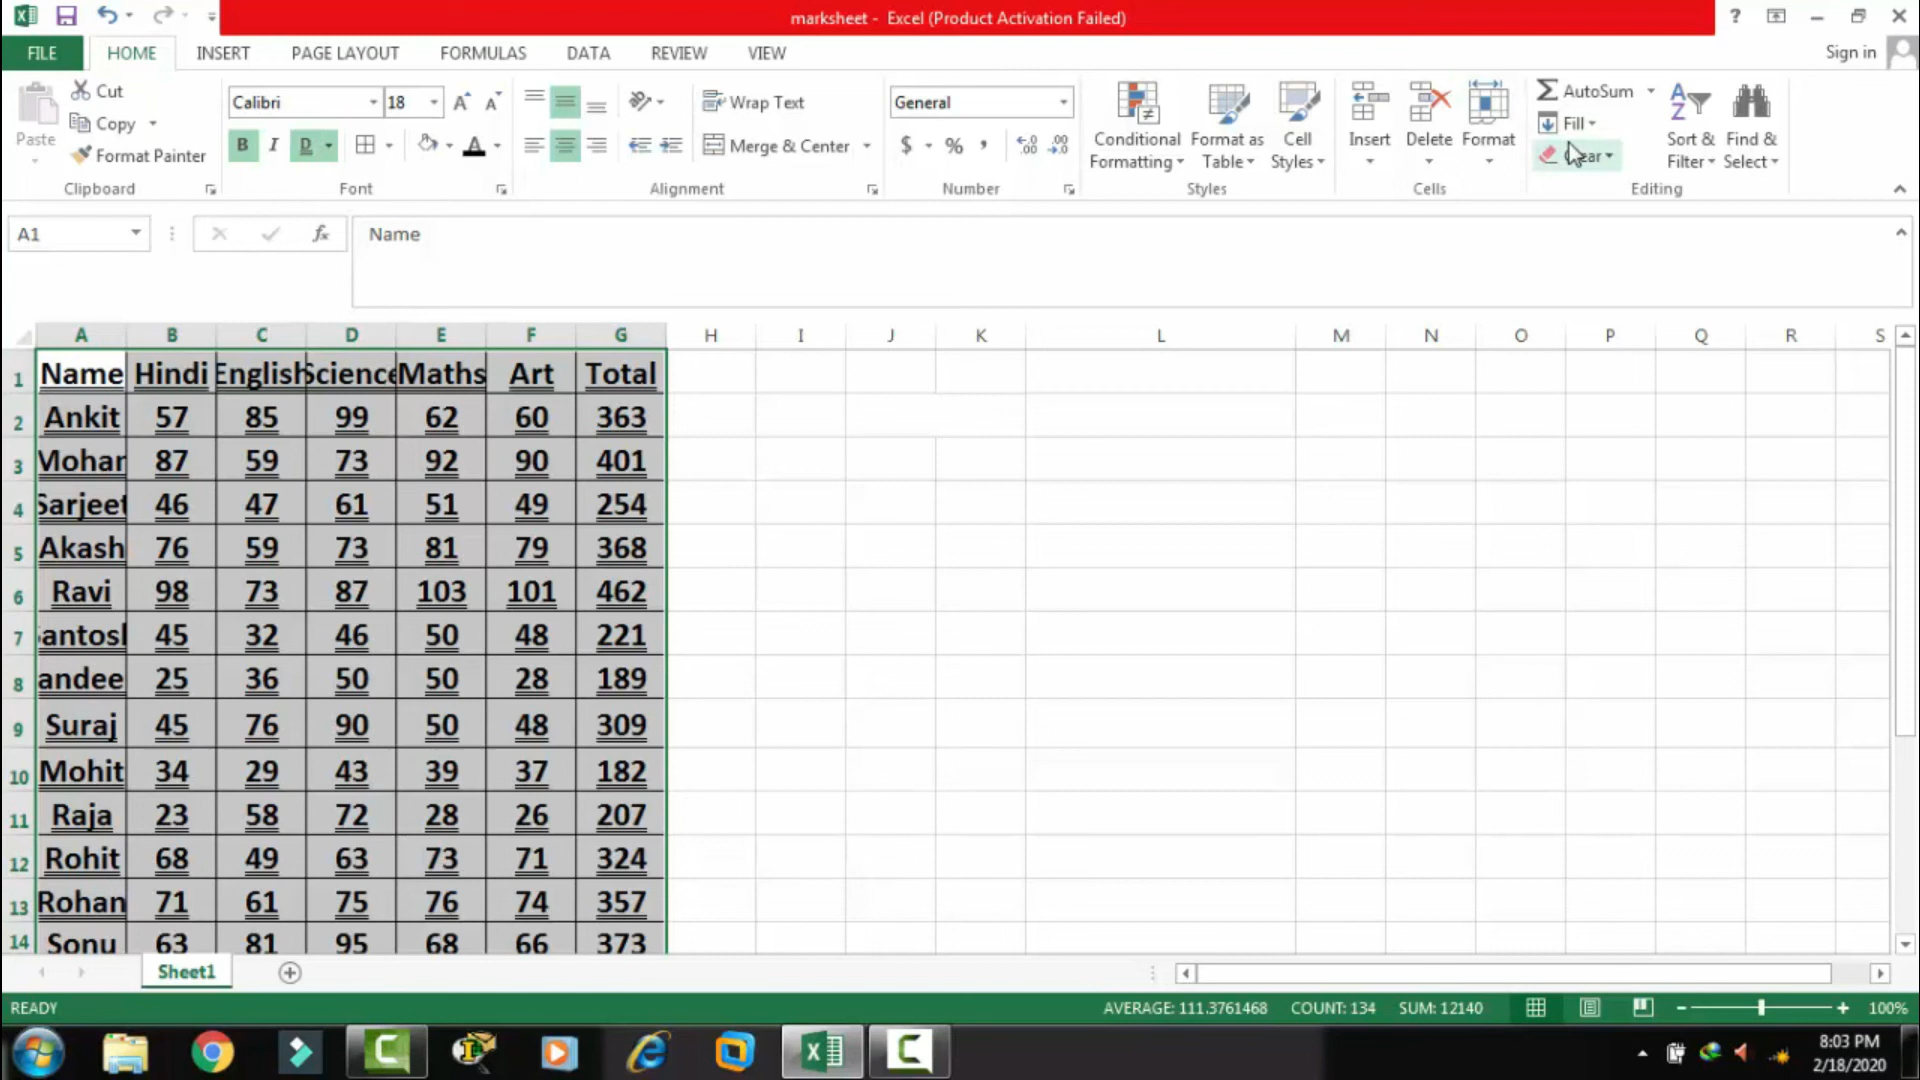 marksheet - Excel (Product Activation Failed)
?
FILE HOME INSERT PAGE LAYOUT FORMULAS DATA REVIEW VIEW Sign in
Paste
Cut
Copy
Format Painter
Clipboard
Calibri 18
B I D A
Font
Wrap Text
Merge & Center
Alignment
General
$ % ,
Number
Conditional Formatting
Format as Table
Cell Styles
Styles
Insert Delete Format
Cells
AutoSum
Fill
Sort & Filter
Find & Select
Editing
A1 fx Name
A B C D E F G H I J K L M N O P Q R S
1 Name Hindi English Science Maths Art Total
2 Ankit 57 85 99 62 60 363
3 Mohan 87 59 73 92 90 401
4 Sarjeet 46 47 61 51 49 254
5 Akash 76 59 73 81 79 368
6 Ravi 98 73 87 103 101 462
7 antosh 45 32 46 50 48 221
8 andee 25 36 50 50 28 189
9 Suraj 45 76 90 50 48 309
10 Mohit 34 29 43 39 37 182
11 Raja 23 58 72 28 26 207
12 Rohit 68 49 63 73 71 324
13 Rohan 71 61 75 76 74 357
14 Sonu 63 81 95 68 66 373
Sheet1
READY AVERAGE: 111.3761468 COUNT: 134 SUM: 12140 100%
8:03 PM
2/18/2020